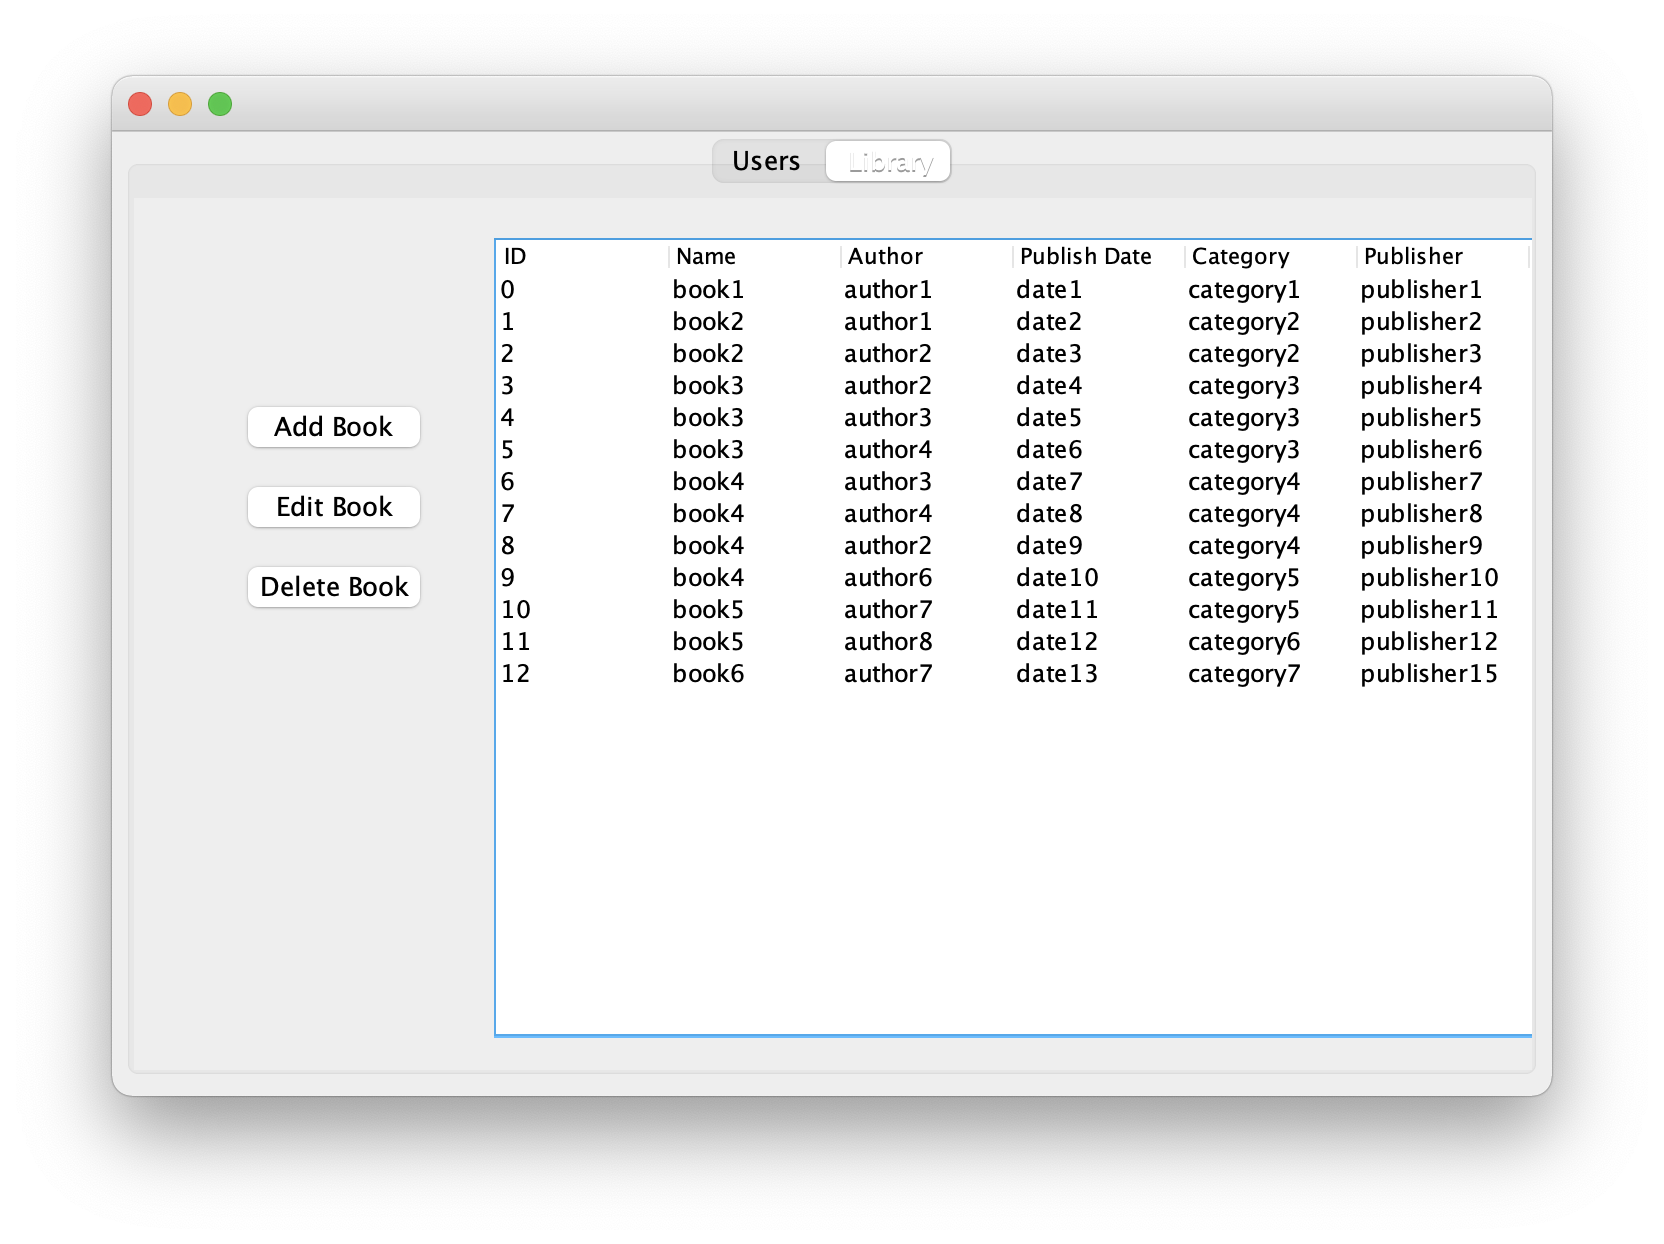 Users Library
ID Name Author Publish Date Category Publisher
0 book1 author1 date1 category1 publisher1
1 book2 author1 date2 category2 publisher2
2 book2 author2 date3 category2 publisher3
3 book3 author2 date4 category3 publisher4
4 book3 author3 date5 category3 publisher5
5 book3 author4 date6 category3 publisher6
6 book4 author3 date7 category4 publisher7
7 book4 author4 date8 category4 publisher8
8 book4 author2 date9 category4 publisher9
9 book4 author6 date10 category5 publisher10
10 book5 author7 date11 category5 publisher11
11 book5 author8 date12 category6 publisher12
12 book6 author7 date13 category7 publisher15
Add Book
Edit Book
Delete Book